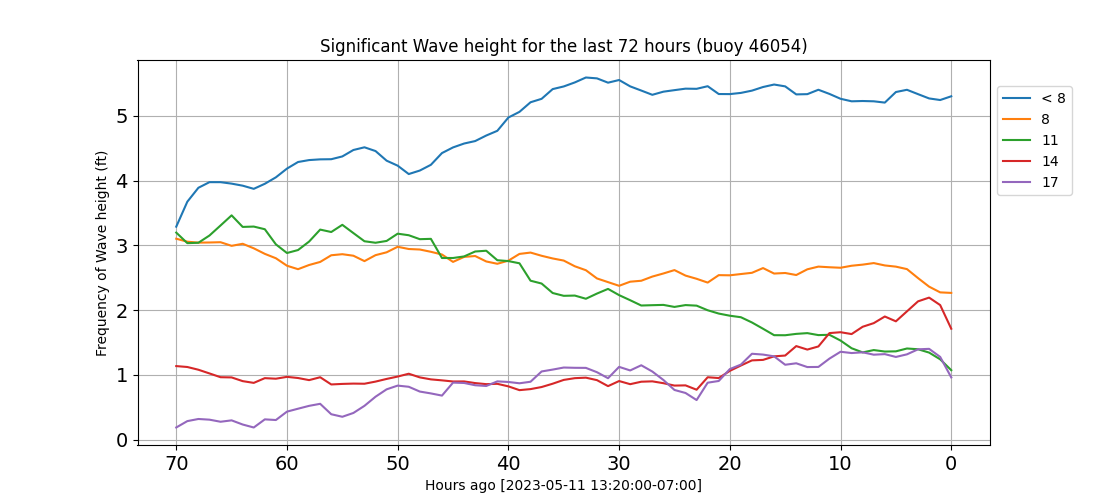 Significant Wave height for the last 72 hours (buoy 46054)
Frequency of Wave height (ft)
5
4
3
2
1
0
70 60 50 40 30 20 10 0
Hours ago [2023-05-11 13:20:00-07:00]
< 8
8
11
14
17